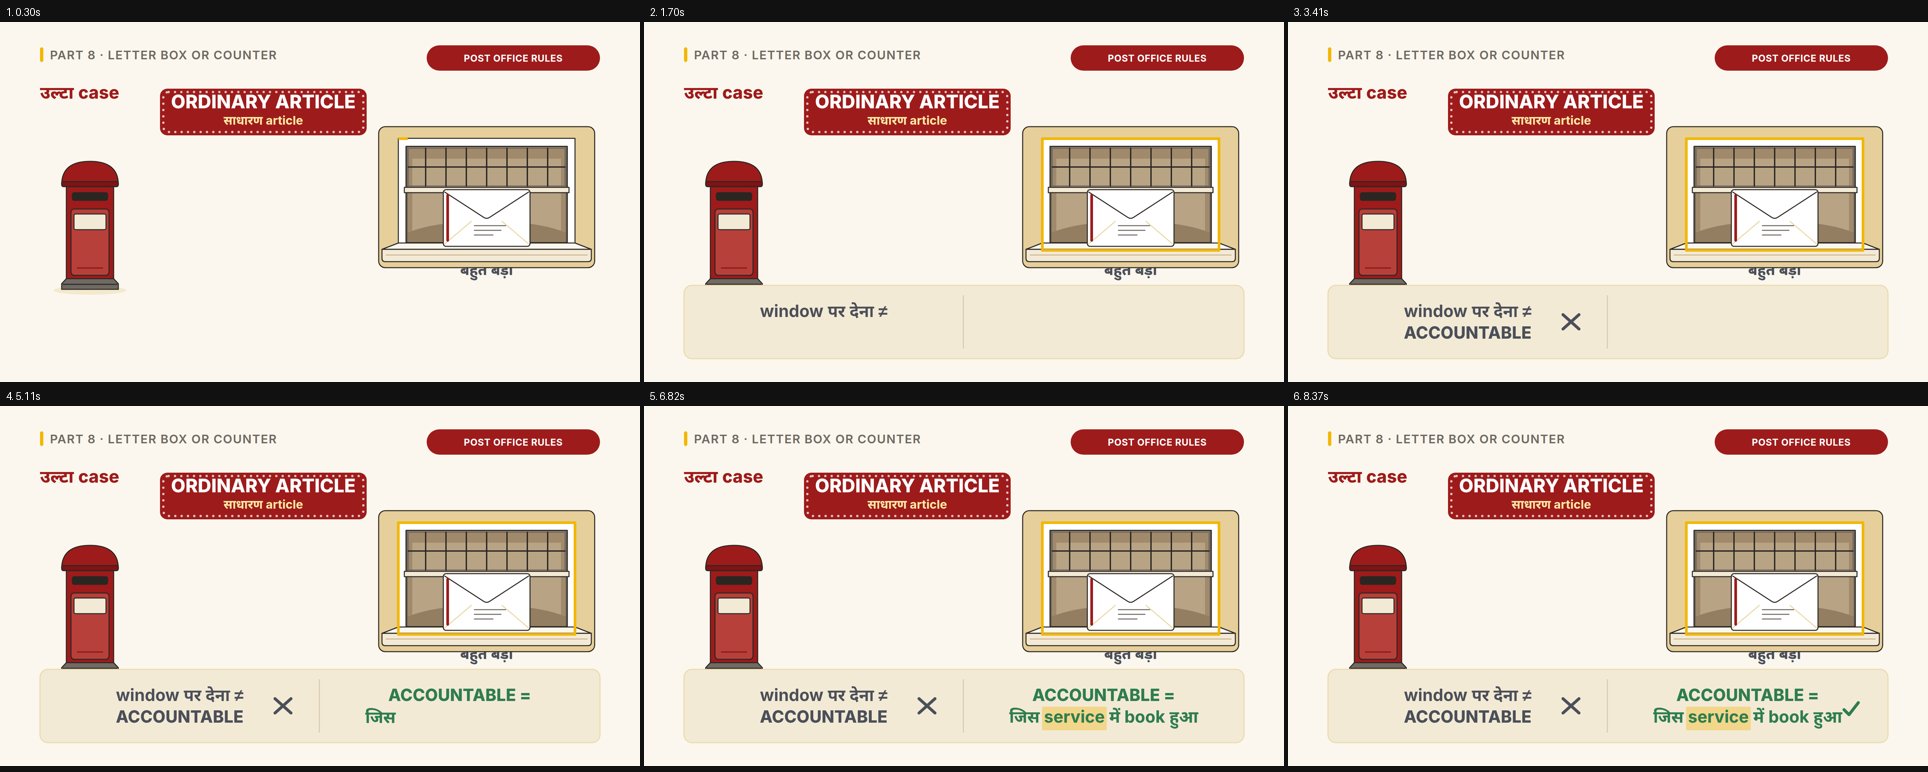 1. 0.30s
PART 8 · LETTER BOX OR COUNTER
POST OFFICE RULES
उल्टा case
ORDINARY ARTICLE
साधारण article
बहुत बड़ा
2. 1.70s
PART 8 · LETTER BOX OR COUNTER
POST OFFICE RULES
उल्टा case
ORDINARY ARTICLE
साधारण article
बहुत बड़ा
window पर देना ≠
3. 3.41s
PART 8 · LETTER BOX OR COUNTER
POST OFFICE RULES
उल्टा case
ORDINARY ARTICLE
साधारण article
बहुत बड़ा
window पर देना ≠
ACCOUNTABLE
4. 5.11s
PART 8 · LETTER BOX OR COUNTER
POST OFFICE RULES
उल्टा case
ORDINARY ARTICLE
साधारण article
बहुत बड़ा
window पर देना ≠
ACCOUNTABLE
ACCOUNTABLE =
जिस
5. 6.82s
PART 8 · LETTER BOX OR COUNTER
POST OFFICE RULES
उल्टा case
ORDINARY ARTICLE
साधारण article
बहुत बड़ा
window पर देना ≠
ACCOUNTABLE
ACCOUNTABLE =
जिस service में book हुआ
6. 8.37s
PART 8 · LETTER BOX OR COUNTER
POST OFFICE RULES
उल्टा case
ORDINARY ARTICLE
साधारण article
बहुत बड़ा
window पर देना ≠
ACCOUNTABLE
ACCOUNTABLE =
जिस service में book हुआ